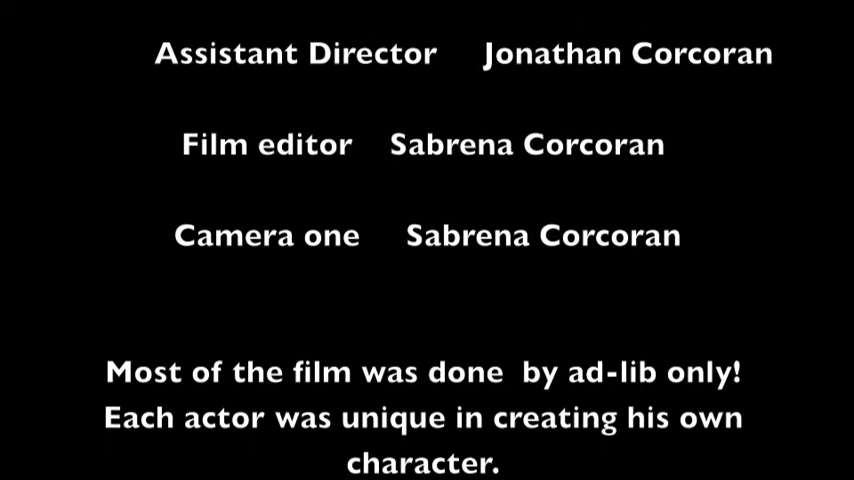 Assistant Director Jonathan Corcoran
Film editor Sabrena Corcoran
Camera one Sabrena Corcoran
Most of the film was done by ad-lib only!
Each actor was unique in creating his own
character.